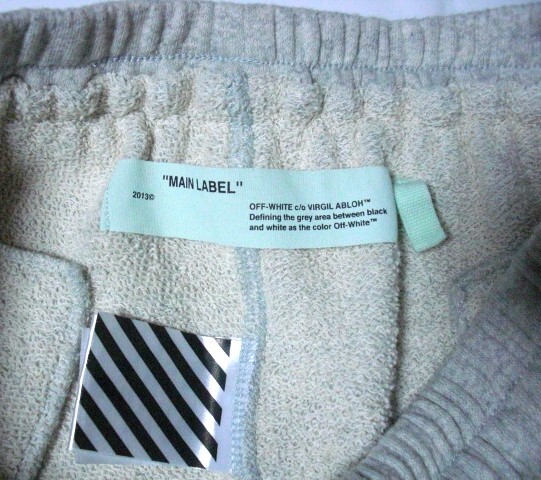 "MAIN LABEL"
2013©
OFF-WHITE c/o VIRGIL ABLOH™
Defining the grey area between black
and white as the color Off-White™